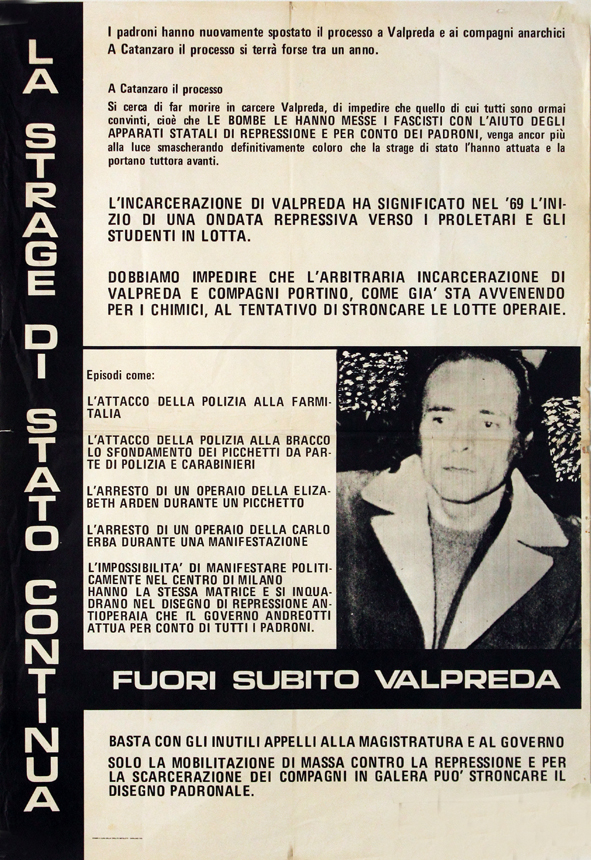 LA STRAGE DI STATO CONTINUA
I padroni hanno nuovamente spostato il processo a Valpreda e ai compagni anarchici
A Catanzaro il processo si terrà forse tra un anno.
A Catanzaro il processo
Si cerca di far morire in carcere Valpreda, di impedire che quello di cui tutti sono ormai
convinti, cioè che LE BOMBE LE HANNO MESSE I FASCISTI CON L'AIUTO DEGLI
APPARATI STATALI DI REPRESSIONE E PER CONTO DEI PADRONI, venga ancor più
alla luce smascherando definitivamente coloro che la strage di stato l'hanno attuata e la
portano tuttora avanti.
L'INCARCERAZIONE DI VALPREDA HA SIGNIFICATO NEL '69 L'INI-
ZIO DI UNA ONDATA REPRESSIVA VERSO I PROLETARI E GLI
STUDENTI IN LOTTA.
DOBBIAMO IMPEDIRE CHE L'ARBITRARIA INCARCERAZIONE DI
VALPREDA E COMPAGNI PORTINO, COME GIA' STA AVVENENDO
PER I CHIMICI, AL TENTATIVO DI STRONCARE LE LOTTE OPERAIE.
Episodi come:
L'ATTACCO DELLA POLIZIA ALLA FARMI-
TALIA
L'ATTACCO DELLA POLIZIA ALLA BRACCO
LO SFONDAMENTO DEI PICCHETTI DA PAR-
TE DI POLIZIA E CARABINIERI
L'ARRESTO DI UN OPERAIO DELLA ELIZA-
BETH ARDEN DURANTE UN PICCHETTO
L'ARRESTO DI UN OPERAIO DELLA CARLO
ERBA DURANTE UNA MANIFESTAZIONE
L'IMPOSSIBILITA' DI MANIFESTARE POLITI-
CAMENTE NEL CENTRO DI MILANO
HANNO LA STESSA MATRICE E SI INQUA-
DRANO NEL DISEGNO DI REPRESSIONE AN-
TIOPERAIA CHE IL GOVERNO ANDREOTTI
ATTUA PER CONTO DI TUTTI I PADRONI.
FUORI SUBITO VALPREDA
BASTA CON GLI INUTILI APPELLI ALLA MAGISTRATURA E AL GOVERNO
SOLO LA MOBILITAZIONE DI MASSA CONTRO LA REPRESSIONE E PER
LA SCARCERAZIONE DEI COMPAGNI IN GALERA PUO' STRONCARE IL
DISEGNO PADRONALE.